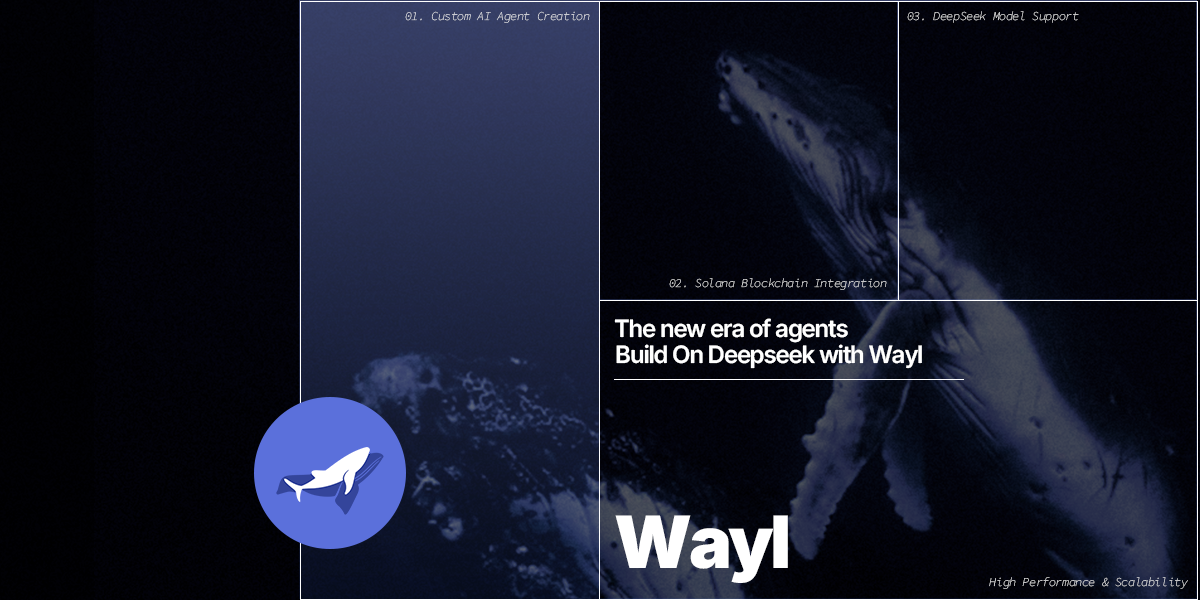 01. Custom AI Agent Creation
03. DeepSeek Model Support
02. Solana Blockchain Integration
The new era of agents
Build On Deepseek with Wayl
Wayl
High Performance & Scalability